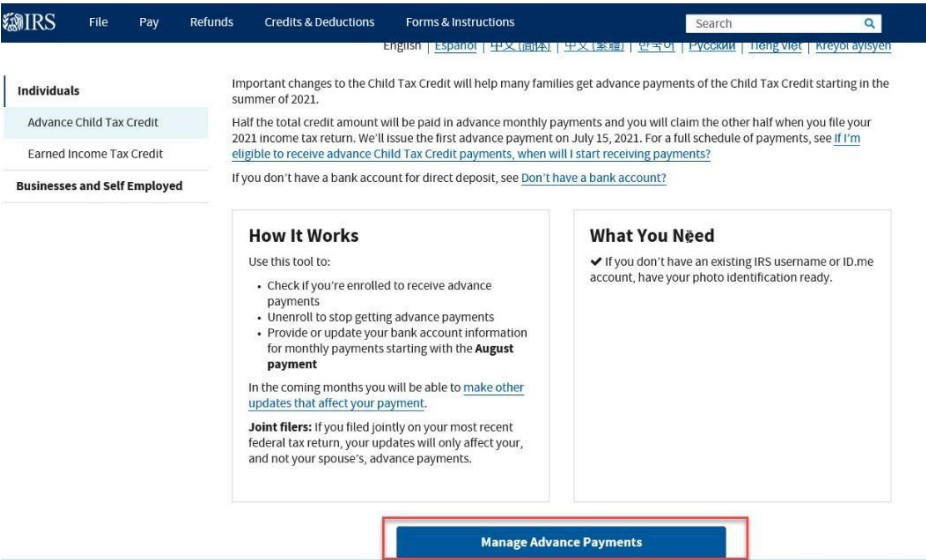 IRS File Pay Refunds Credits & Deductions Forms & Instructions Search
English | Español | 中文 (简体) | 中文 (繁體) | 한국어 | Русский | Tiếng Việt | Kreyòl ayisyen
Individuals
Advance Child Tax Credit
Earned Income Tax Credit
Businesses and Self Employed
Important changes to the Child Tax Credit will help many families get advance payments of the Child Tax Credit starting in the
summer of 2021.
Half the total credit amount will be paid in advance monthly payments and you will claim the other half when you file your
2021 income tax return. We'll issue the first advance payment on July 15, 2021. For a full schedule of payments, see If I'm
eligible to receive advance Child Tax Credit payments, when will I start receiving payments?
If you don't have a bank account for direct deposit, see Don't have a bank account?
How It Works
Use this tool to:
• Check if you're enrolled to receive advance
payments
• Unenroll to stop getting advance payments
• Provide or update your bank account information
for monthly payments starting with the August
payment
In the coming months you will be able to make other
updates that affect your payment.
Joint filers: If you filed jointly on your most recent
federal tax return, your updates will only affect your,
and not your spouse's, advance payments.
What You Need
✔ If you don't have an existing IRS username or ID.me
account, have your photo identification ready.
Manage Advance Payments